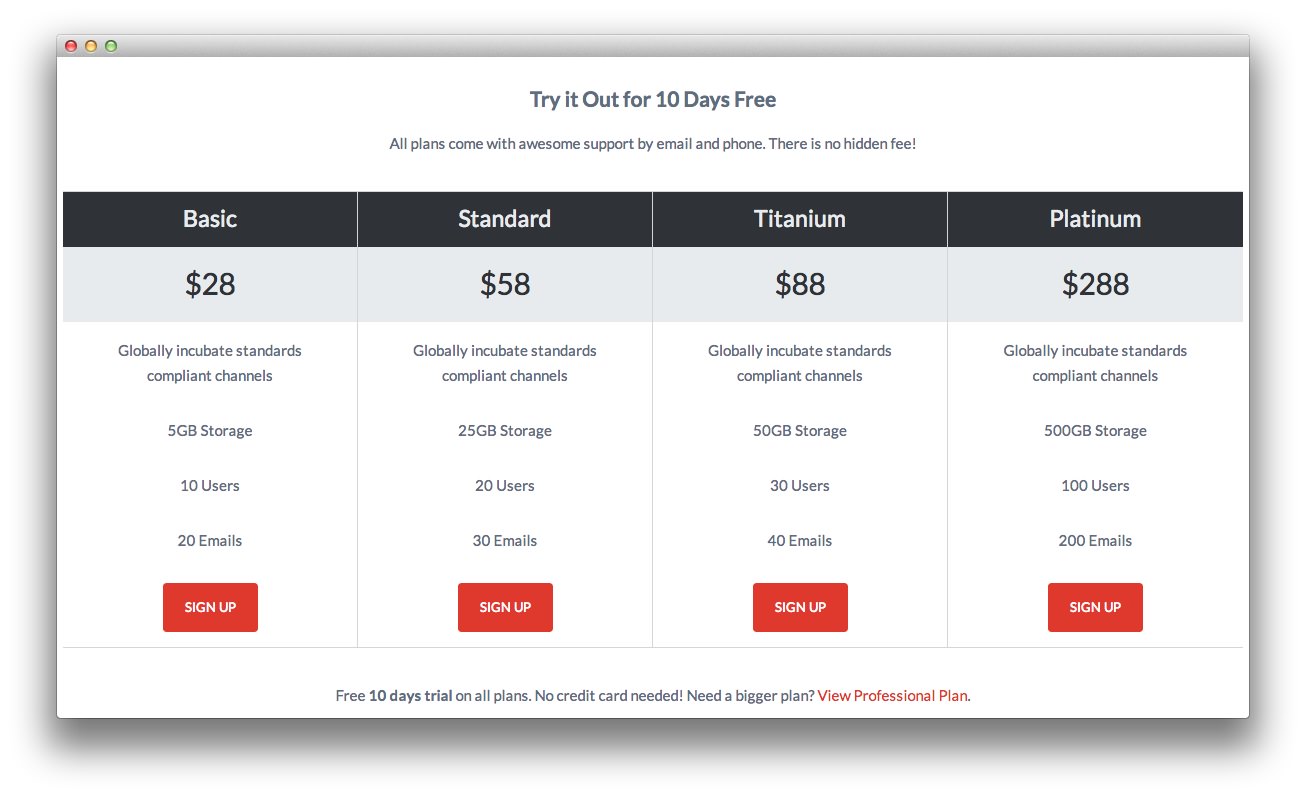 Try it Out for 10 Days Free
All plans come with awesome support by email and phone. There is no hidden fee!
Basic
$28
Globally incubate standards
compliant channels
5GB Storage
10 Users
20 Emails
SIGN UP
Standard
$58
Globally incubate standards
compliant channels
25GB Storage
20 Users
30 Emails
SIGN UP
Titanium
$88
Globally incubate standards
compliant channels
50GB Storage
30 Users
40 Emails
SIGN UP
Platinum
$288
Globally incubate standards
compliant channels
500GB Storage
100 Users
200 Emails
SIGN UP
Free 10 days trial on all plans. No credit card needed! Need a bigger plan? View Professional Plan.